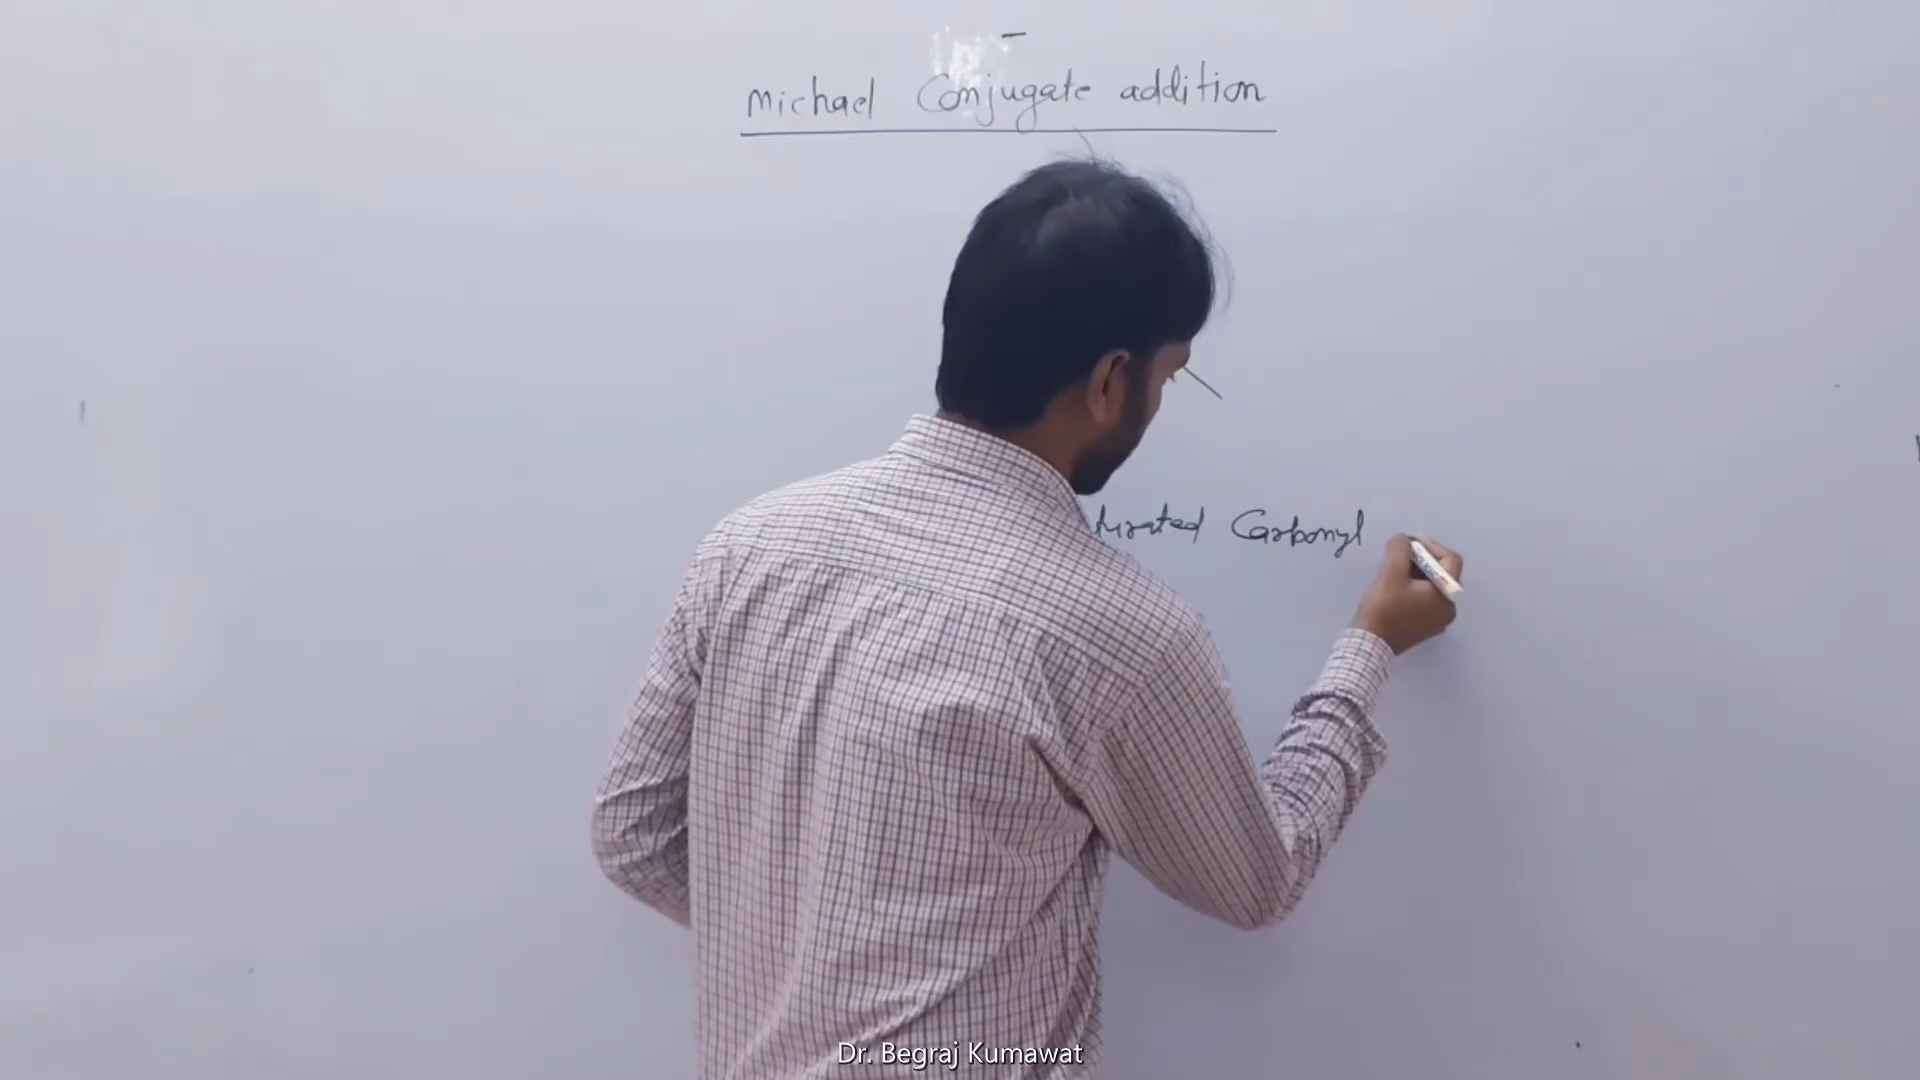 Michael Conjugate addition
turated Carbonyl
Dr. Begraj Kumawat